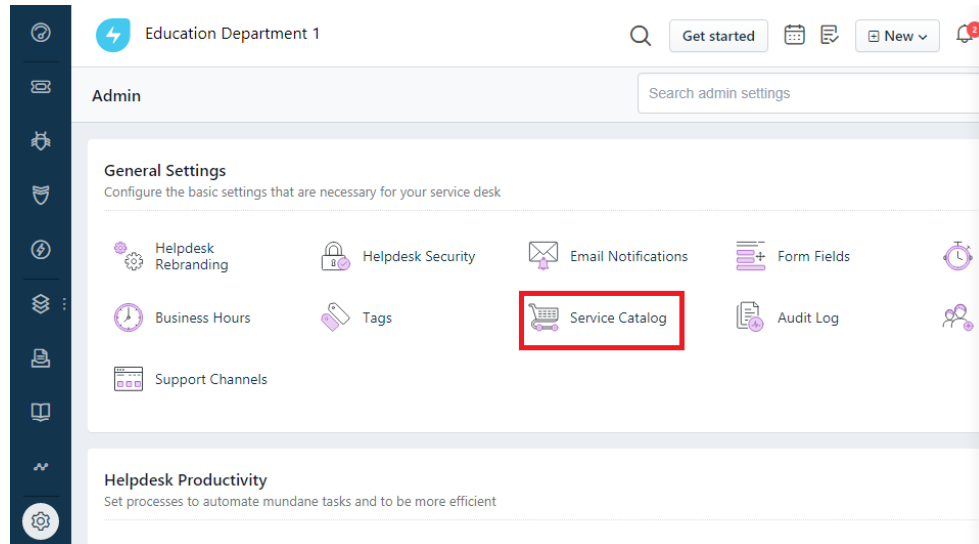 Education Department 1
Get started
New
2
Admin
Search admin settings
General Settings
Configure the basic settings that are necessary for your service desk
Helpdesk
Rebranding
Helpdesk Security
Email Notifications
Form Fields
Business Hours
Tags
Service Catalog
Audit Log
Support Channels
Helpdesk Productivity
Set processes to automate mundane tasks and to be more efficient